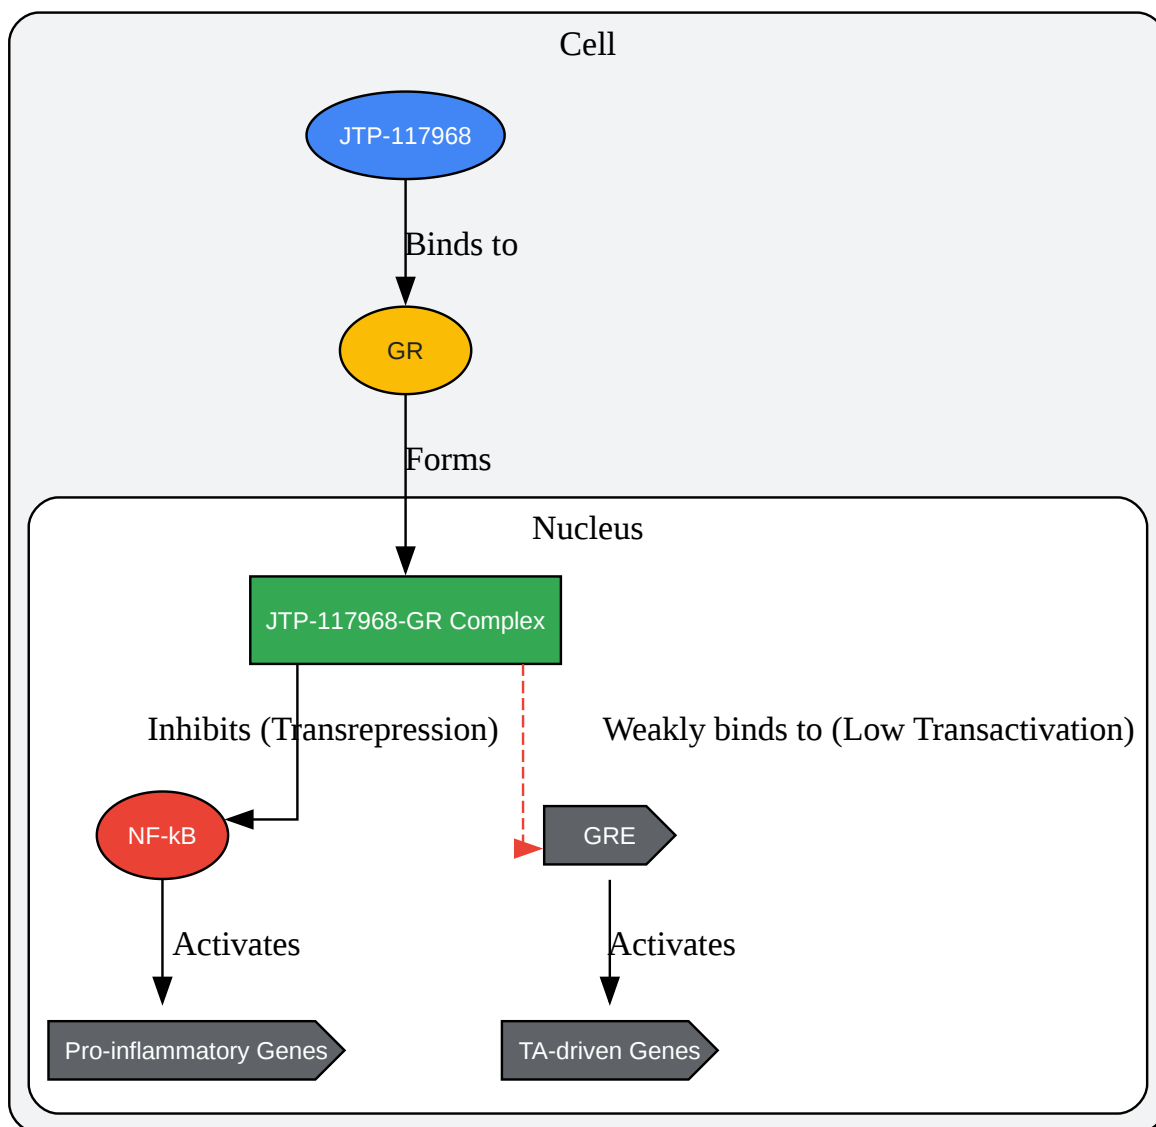 Cell
JTP-117968
Binds to
GR
Forms
Nucleus
JTP-117968-GR Complex
Inhibits (Transrepression)
Weakly binds to (Low Transactivation)
NF-kB
GRE
Activates
Activates
Pro-inflammatory Genes
TA-driven Genes